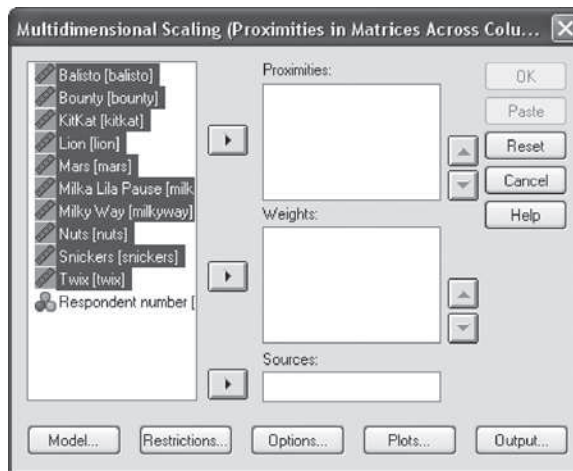 Multidimensional Scaling (Proximities in Matrices Across Colu...
Balisto [balisto]
Bounty [bounty]
KitKat [kitkat]
Lion [lion]
Mars [mars]
Milka Lila Pause [milk
Milky Way [milkyway]
Nuts [nuts]
Snickers [snickers]
Twix [twix]
Respondent number [
Proximities:
Weights:
Sources:
OK
Paste
Reset
Cancel
Help
Model...
Restrictions...
Options...
Plots...
Output...